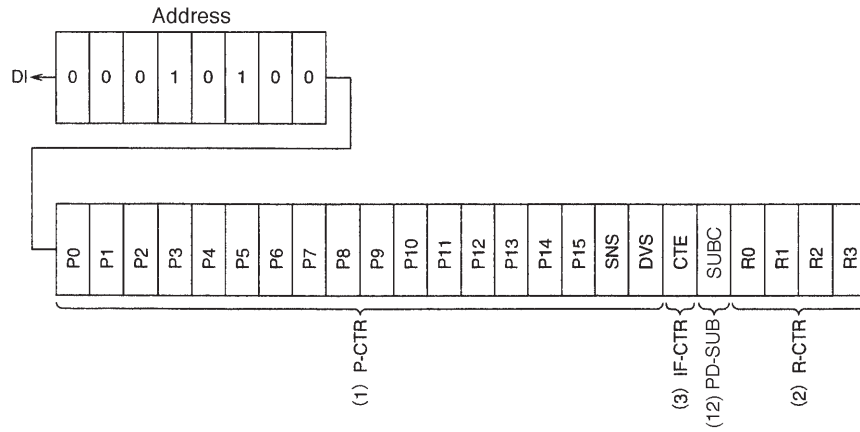 Address
DI 0 0 0 1 0 1 0 0
P0 P1 P2 P3 P4 P5 P6 P7 P8 P9 P10 P11 P12 P13 P14 P15 SNS DVS CTE SUBC R0 R1 R2 R3
(1) P-CTR (3) IF-CTR (12) PD-SUB (2) R-CTR